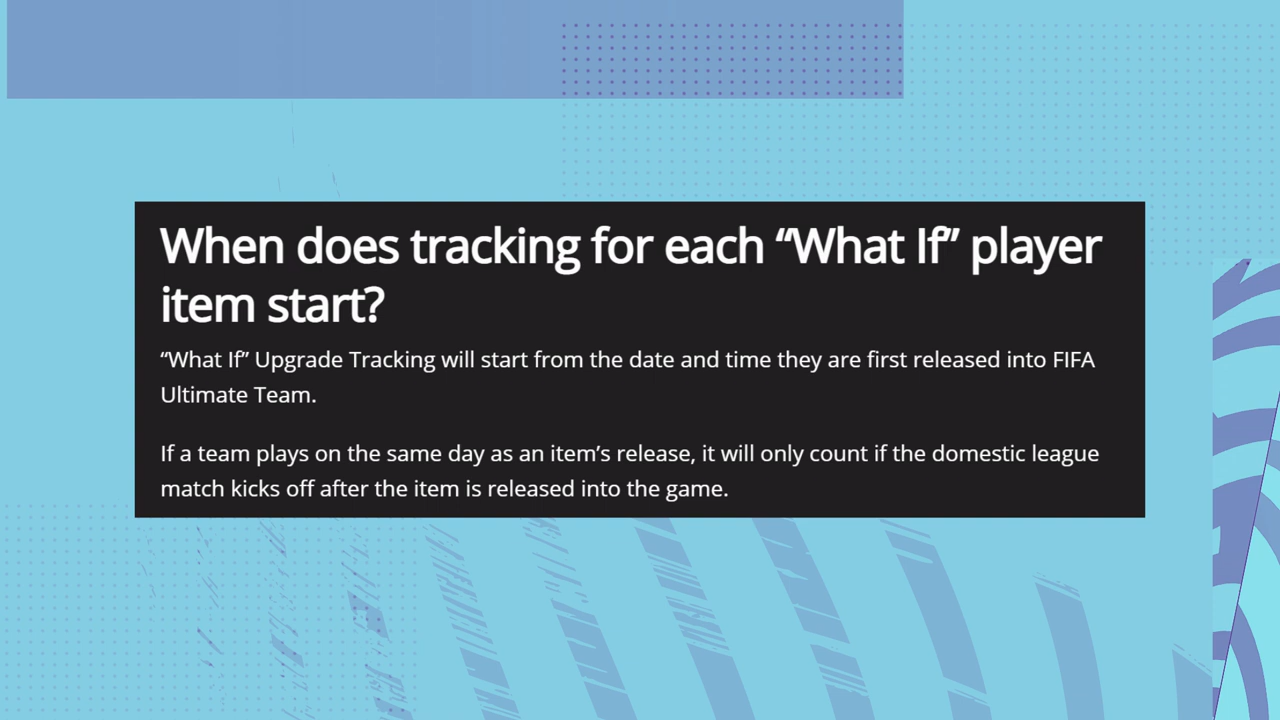 When does tracking for each “What If” player
item start?
“What If” Upgrade Tracking will start from the date and time they are first released into FIFA
Ultimate Team.
If a team plays on the same day as an item’s release, it will only count if the domestic league
match kicks off after the item is released into the game.